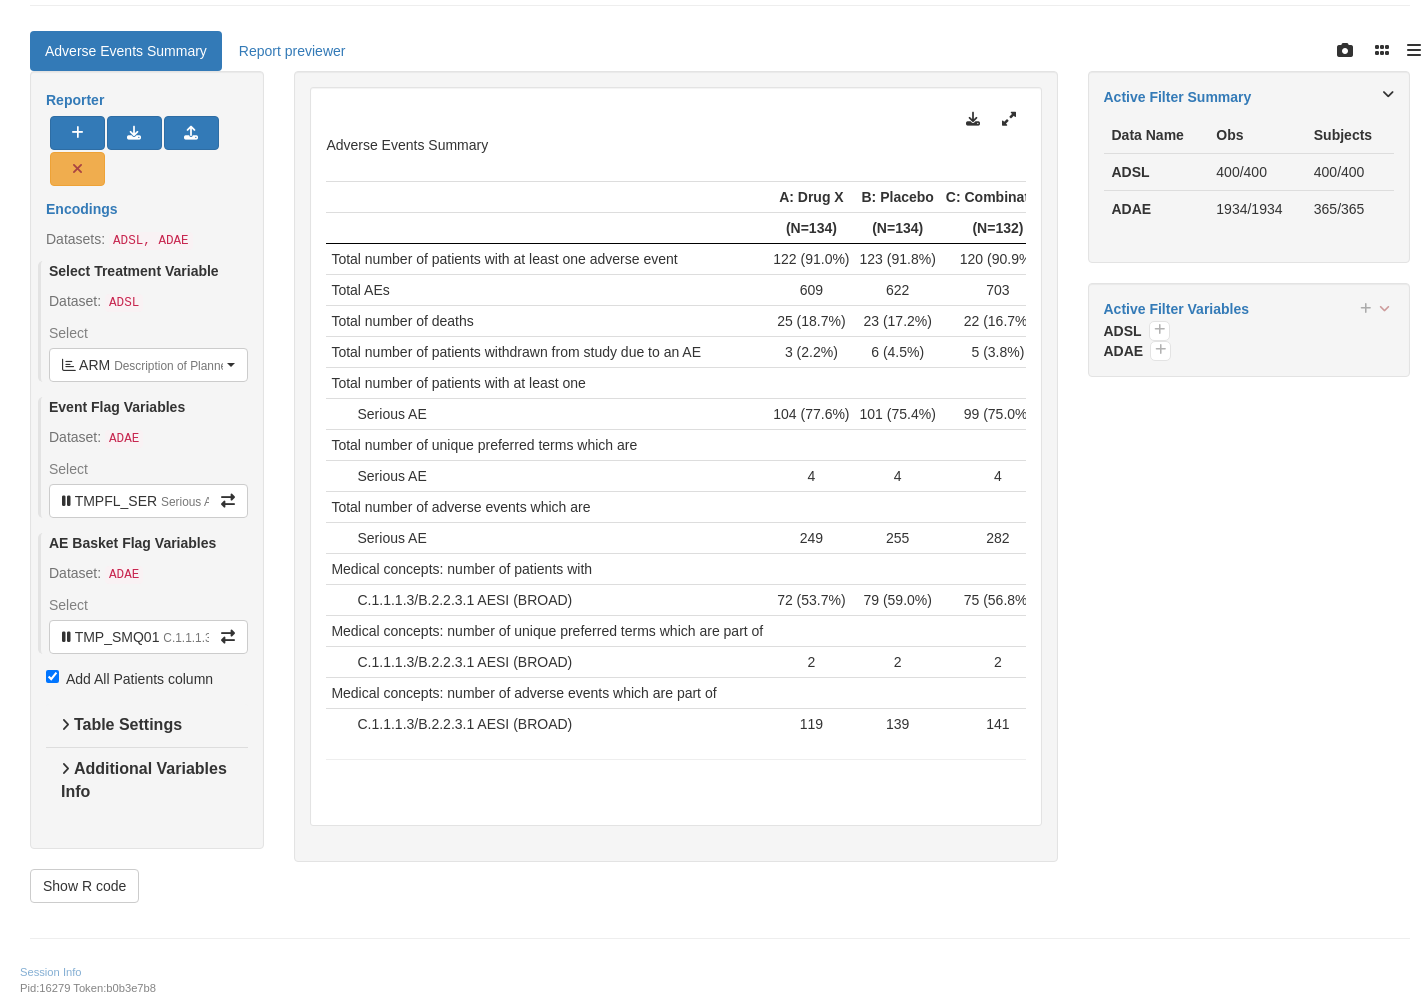 Adverse Events Summary
Report previewer
Reporter
Encodings
Datasets: ADSL, ADAE
Select Treatment Variable
Dataset: ADSL
Select
ARM Description of Planne
Event Flag Variables
Dataset: ADAE
Select
TMPFL_SER Serious A
AE Basket Flag Variables
Dataset: ADAE
Select
TMP_SMQ01 C.1.1.1.3
Add All Patients column
Table Settings
Additional Variables
Info
Show R code
Adverse Events Summary
A: Drug X B: Placebo C: Combinat
(N=134) (N=134) (N=132)
Total number of patients with at least one adverse event 122 (91.0%) 123 (91.8%) 120 (90.9%
Total AEs 609 622 703
Total number of deaths 25 (18.7%) 23 (17.2%) 22 (16.7%
Total number of patients withdrawn from study due to an AE 3 (2.2%) 6 (4.5%) 5 (3.8%)
Total number of patients with at least one
Serious AE 104 (77.6%) 101 (75.4%) 99 (75.0%
Total number of unique preferred terms which are
Serious AE 4 4 4
Total number of adverse events which are
Serious AE 249 255 282
Medical concepts: number of patients with
C.1.1.1.3/B.2.2.3.1 AESI (BROAD) 72 (53.7%) 79 (59.0%) 75 (56.8%
Medical concepts: number of unique preferred terms which are part of
C.1.1.1.3/B.2.2.3.1 AESI (BROAD) 2 2 2
Medical concepts: number of adverse events which are part of
C.1.1.1.3/B.2.2.3.1 AESI (BROAD) 119 139 141
Active Filter Summary
Data Name Obs Subjects
ADSL 400/400 400/400
ADAE 1934/1934 365/365
Active Filter Variables
ADSL
ADAE
Session Info
Pid:16279 Token:b0b3e7b8